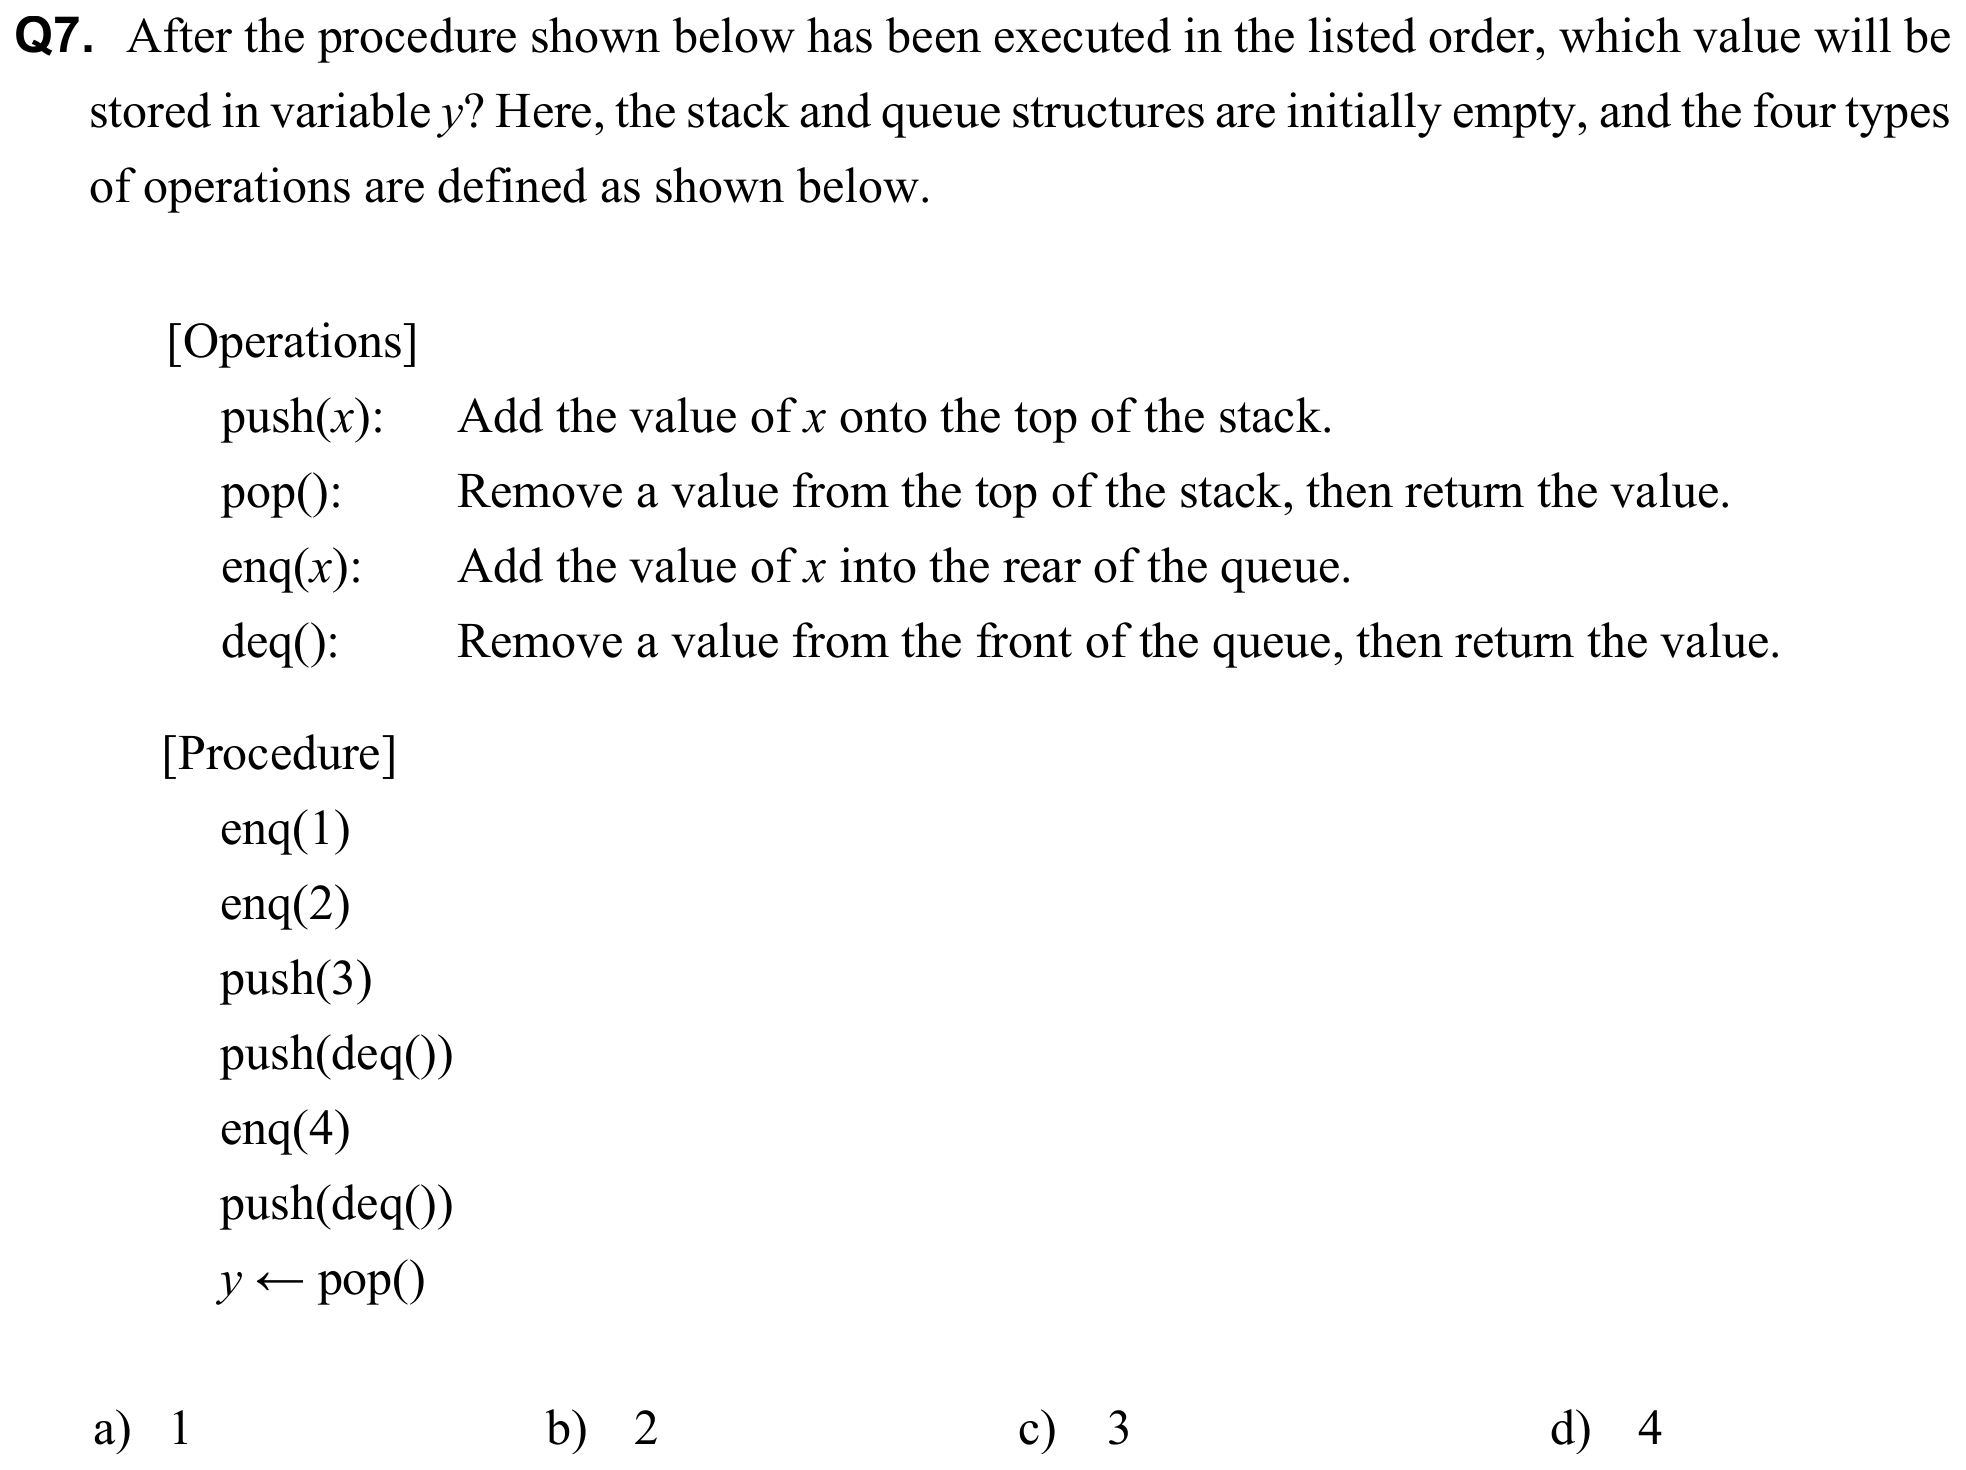 Q7. After the procedure shown below has been executed in the listed order, which value will be
stored in variable y? Here, the stack and queue structures are initially empty, and the four types
of operations are defined as shown below.
[Operations]
push(x): Add the value of x onto the top of the stack.
pop(): Remove a value from the top of the stack, then return the value.
enq(x): Add the value of x into the rear of the queue.
deq(): Remove a value from the front of the queue, then return the value.
[Procedure]
enq(1)
enq(2)
push(3)
push(deq())
enq(4)
push(deq())
y ← pop()
a) 1 b) 2 c) 3 d) 4